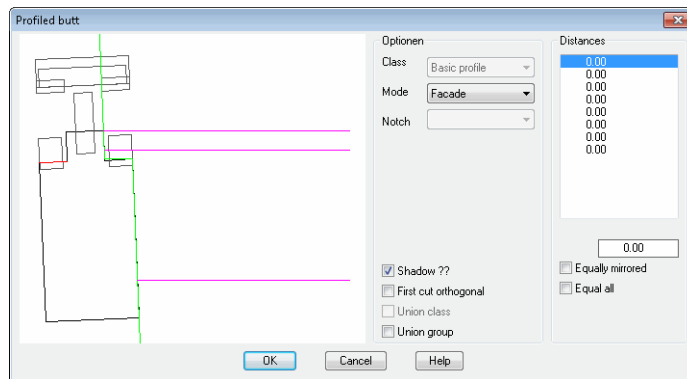 Profiled butt
Optionen
Class
Basic profile
Mode
Facade
Notch
Shadow ??
First cut orthogonal
Union class
Union group
Distances
0.00
0.00
0.00
0.00
0.00
0.00
0.00
0.00
0.00
Equally mirrored
Equal all
OK
Cancel
Help